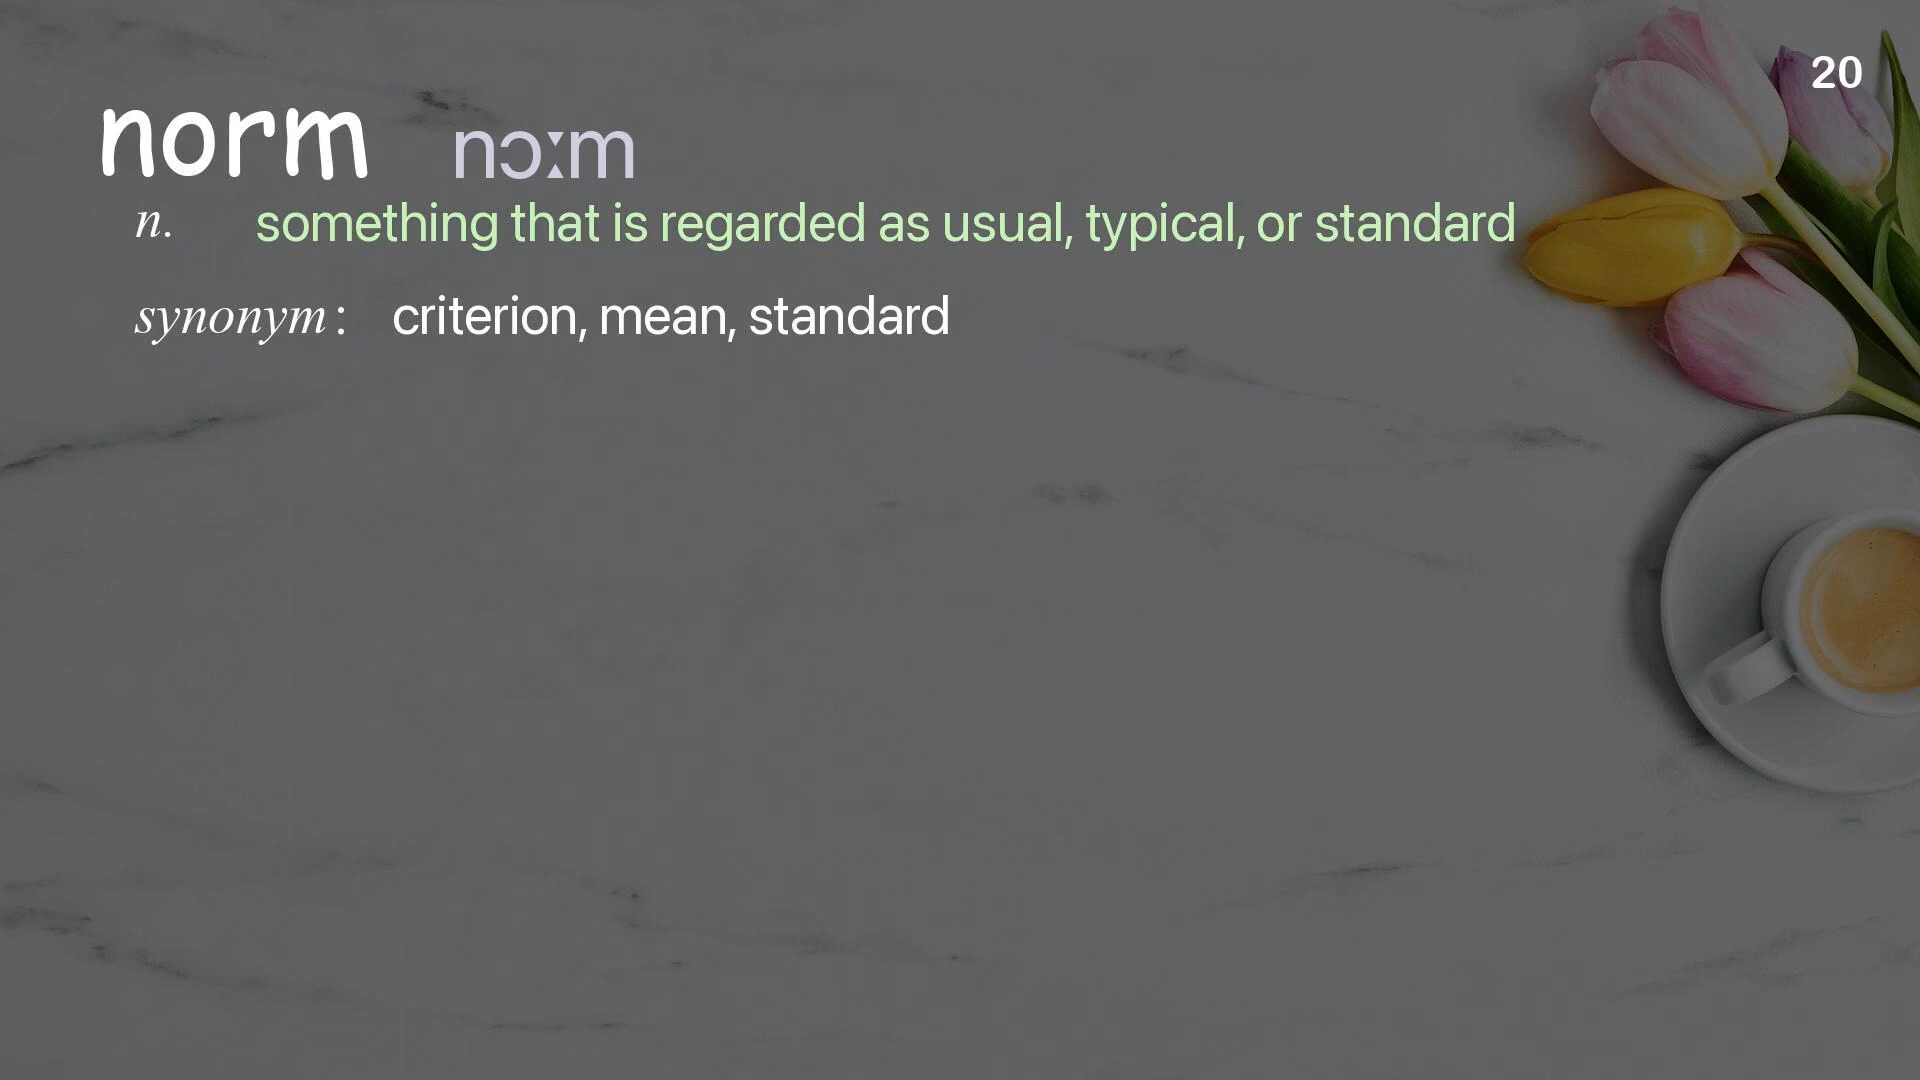 20
norm nɔːm
n. something that is regarded as usual, typical, or standard
synonym : criterion, mean, standard